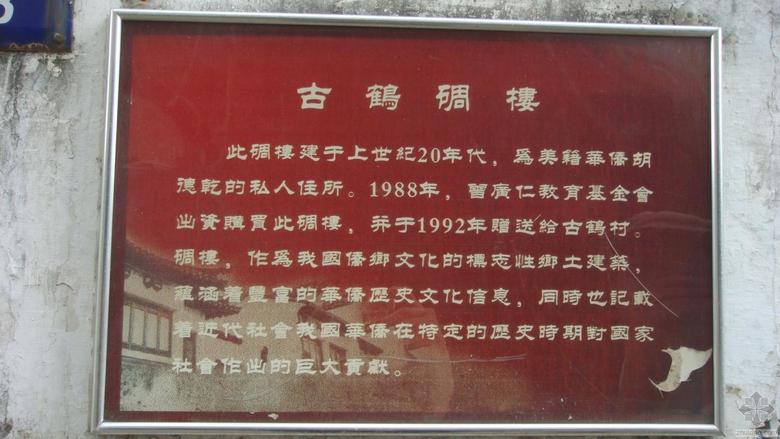 3
古鶴碉樓
此碉樓建于上世紀20年代，爲美籍華僑胡
德乾的私人住所。1988年，曾廣仁教育基金會
出資購買此碉樓，并于1992年贈送給古鶴村。
碉樓，作爲我國僑鄉文化的標志性鄉土建築，
蘊涵着豐富的華僑歷史文化信息，同時也記載
着近代社會我國華僑在特定的歷史時期對國家
社會作出的巨大貢獻。